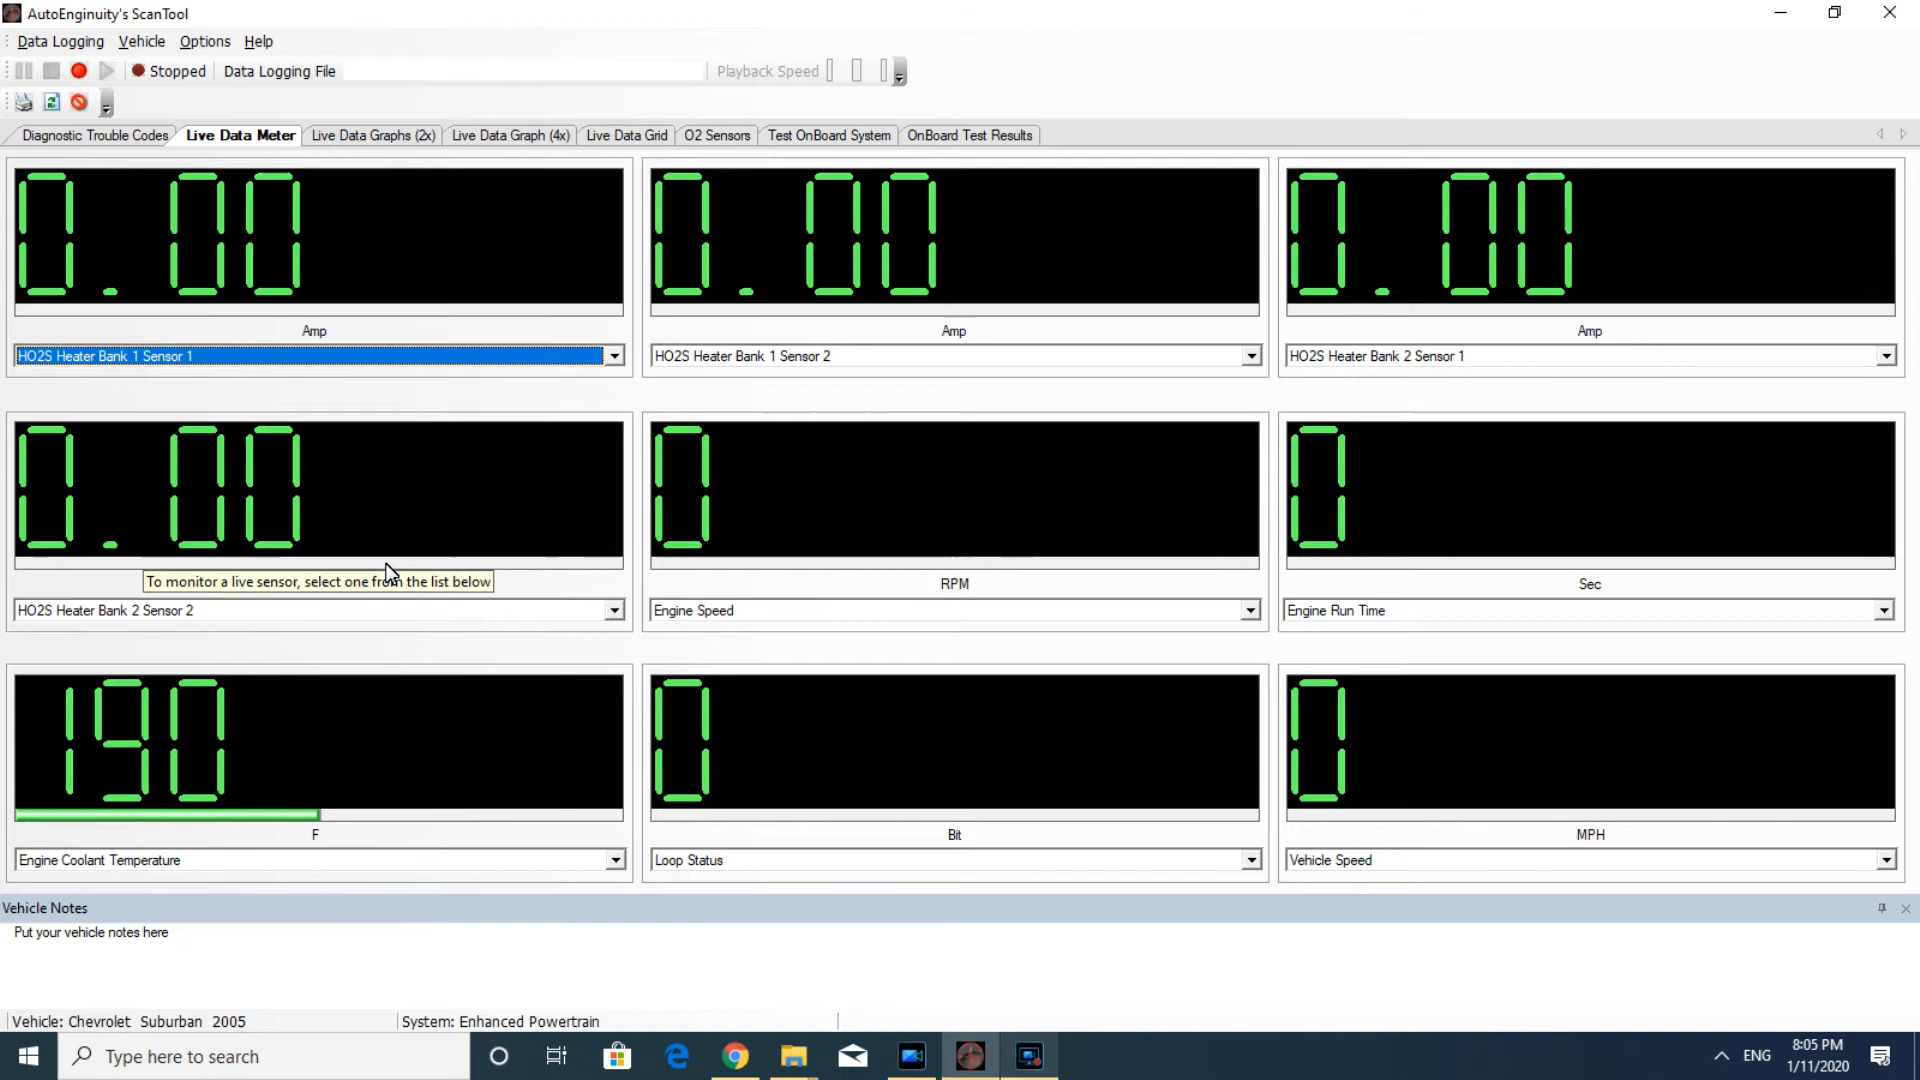 AutoEnginuity's ScanTool
Data Logging Vehicle Options Help
Stopped Data Logging File Playback Speed
Diagnostic Trouble Codes Live Data Meter Live Data Graphs (2x) Live Data Graph (4x) Live Data Grid O2 Sensors Test OnBoard System OnBoard Test Results
0.00 0.00 0.00
Amp Amp Amp
HO2S Heater Bank 1 Sensor 1 HO2S Heater Bank 1 Sensor 2 HO2S Heater Bank 2 Sensor 1
0.00 0 0
To monitor a live sensor, select one from the list below RPM Sec
HO2S Heater Bank 2 Sensor 2 Engine Speed Engine Run Time
190 0 0
F Bit MPH
Engine Coolant Temperature Loop Status Vehicle Speed
Vehicle Notes
Put your vehicle notes here
Vehicle: Chevrolet Suburban 2005 System: Enhanced Powertrain
Type here to search ENG 8:05 PM
1/11/2020